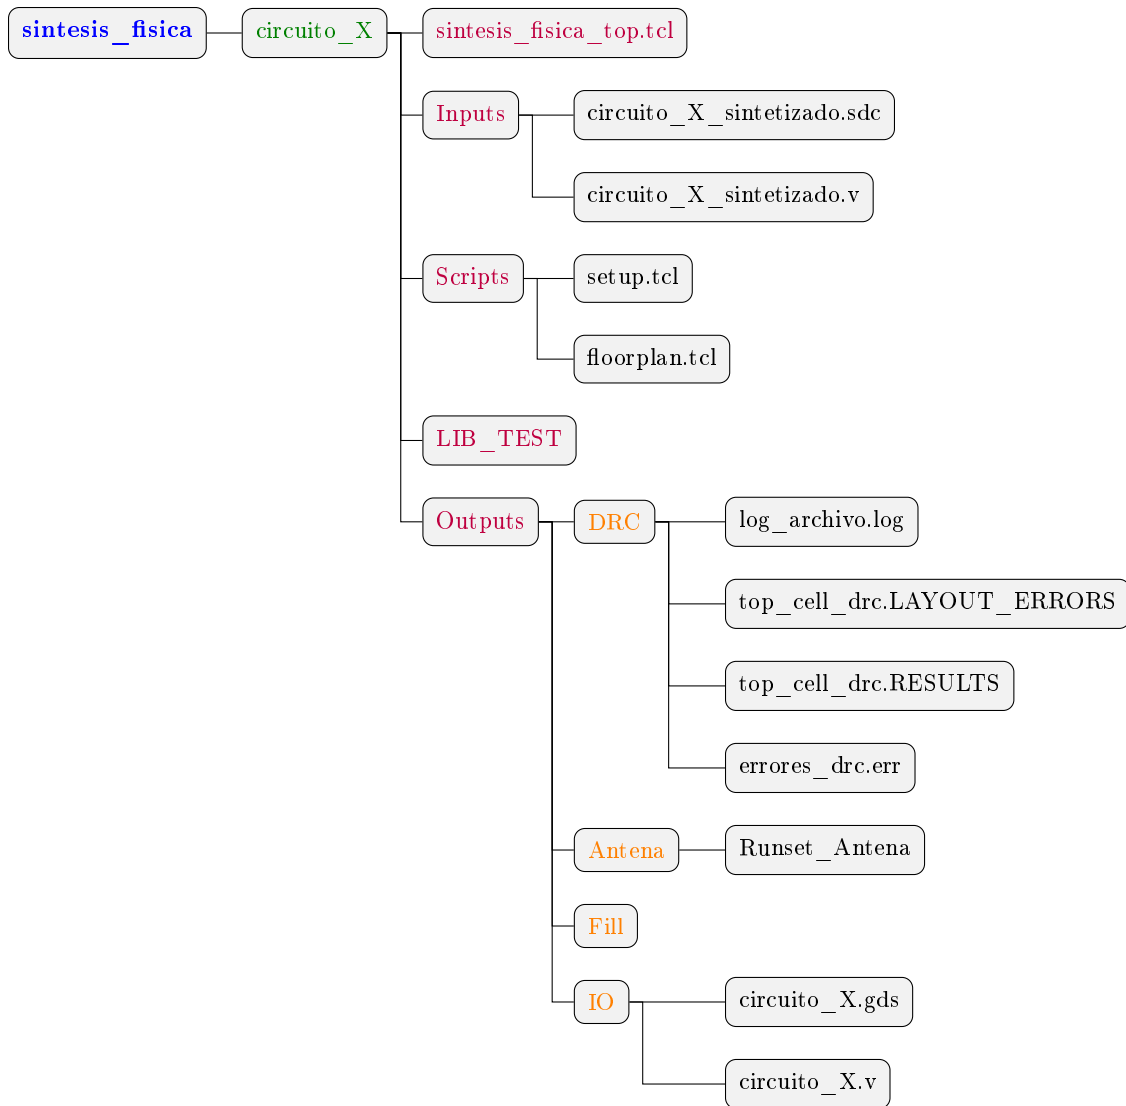 sintesis_fisica
circuito_X
sintesis_fisica_top.tcl
Inputs
circuito_X_sintetizado.sdc
circuito_X_sintetizado.v
Scripts
setup.tcl
floorplan.tcl
LIB_TEST
Outputs
DRC
log_archivo.log
top_cell_drc.LAYOUT_ERRORS
top_cell_drc.RESULTS
errores_drc.err
Antena
Runset_Antena
Fill
IO
circuito_X.gds
circuito_X.v